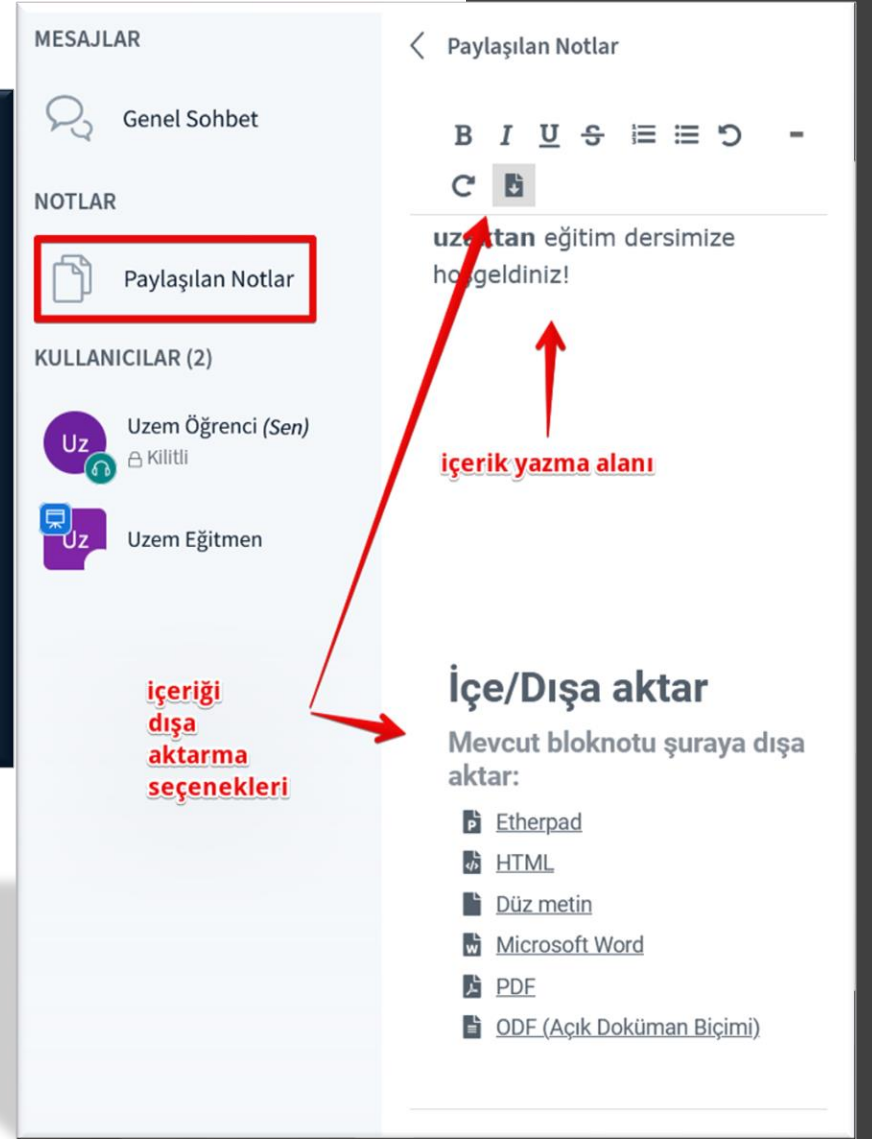 MESAJLAR
Genel Sohbet
NOTLAR
Paylaşılan Notlar
KULLANICILAR (2)
Uz
Uzem Öğrenci (Sen)
Kilitli
Uz
Uzem Eğitmen
içeriği
dışa
aktarma
seçenekleri
Paylaşılan Notlar
B I U S
uzaktan eğitim dersimize
hoşgeldiniz!
içerik yazma alanı
İçe/Dışa aktar
Mevcut bloknotu şuraya dışa
aktar:
Etherpad
HTML
Düz metin
Microsoft Word
PDF
ODF (Açık Doküman Biçimi)